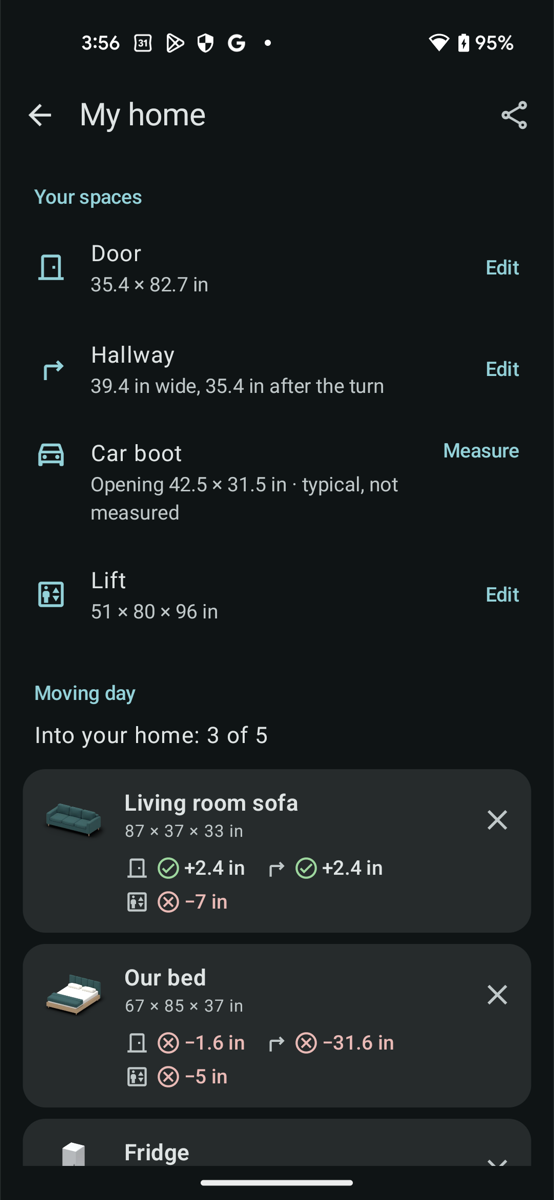 3:56 31 G 95%
My home
Your spaces
Door
35.4 × 82.7 in
Edit
Hallway
39.4 in wide, 35.4 in after the turn
Edit
Car boot
Measure
Opening 42.5 × 31.5 in · typical, not
measured
Lift
51 × 80 × 96 in
Edit
Moving day
Into your home: 3 of 5
Living room sofa
87 × 37 × 33 in
+2.4 in +2.4 in
−7 in
Our bed
67 × 85 × 37 in
−1.6 in −31.6 in
−5 in
Fridge